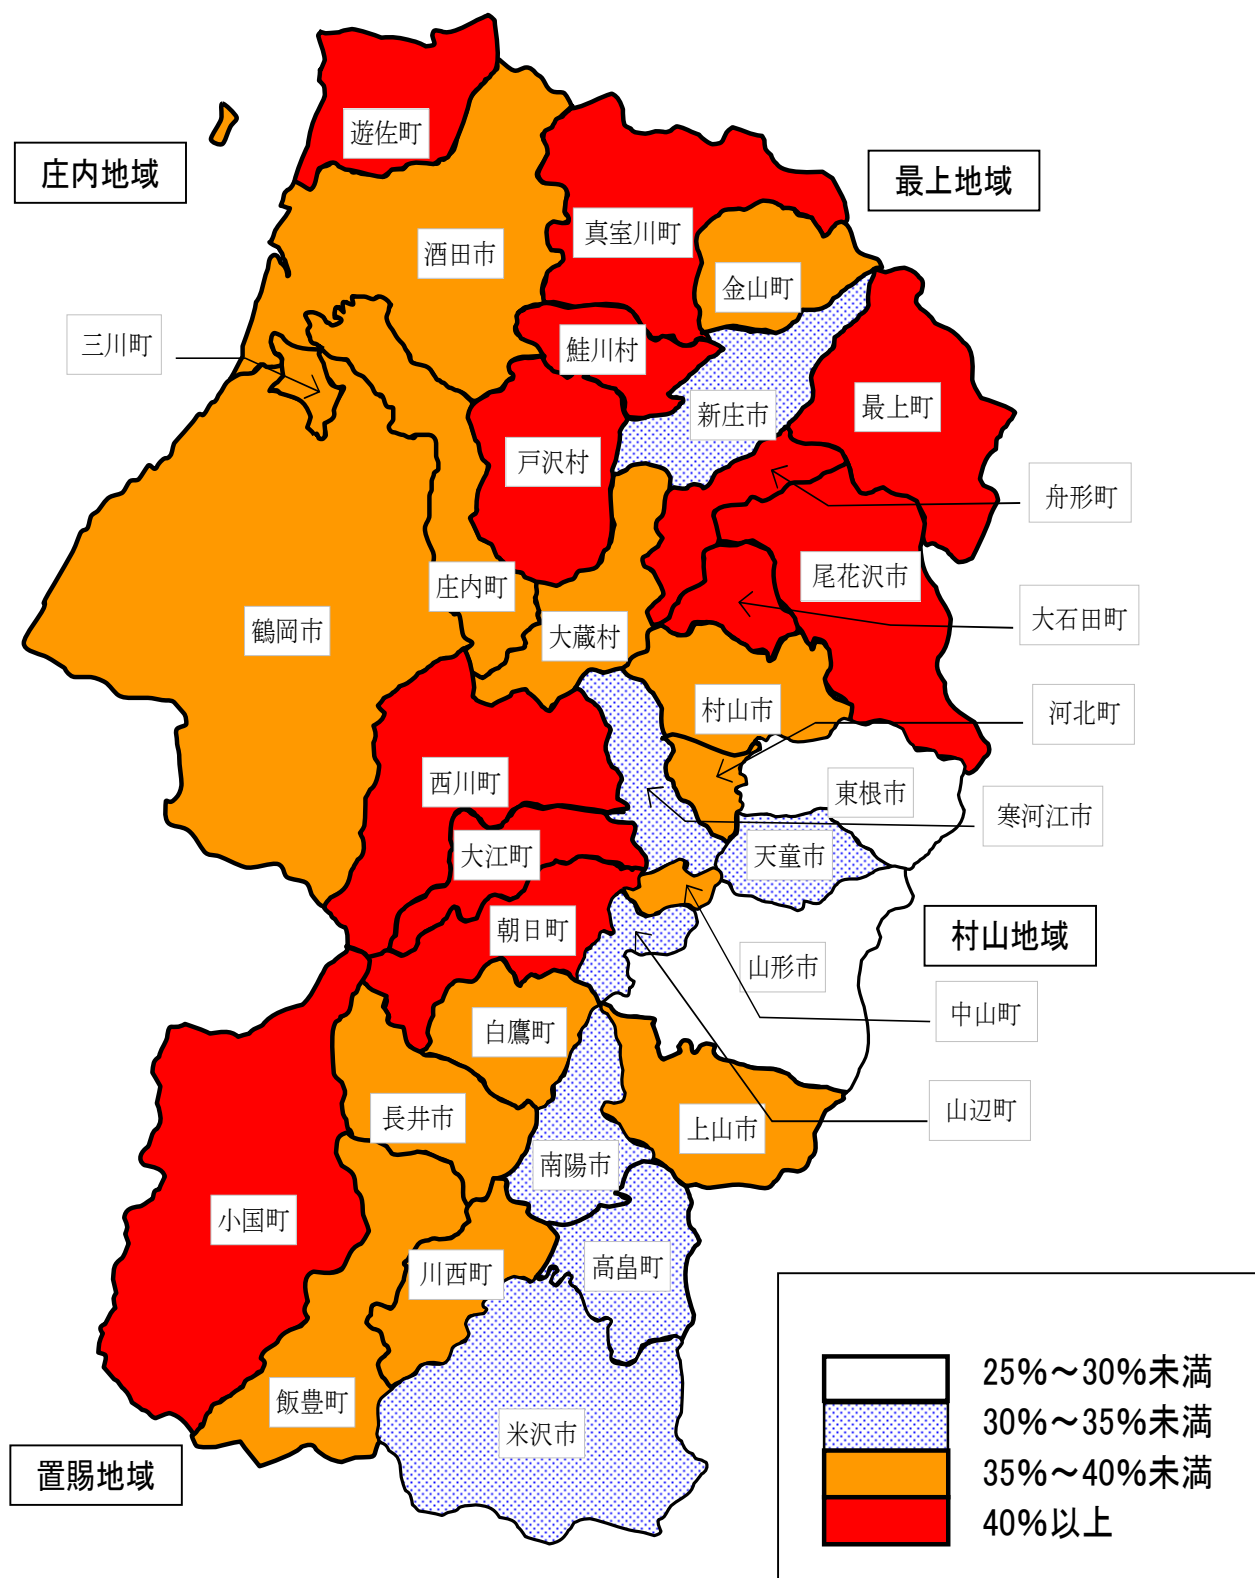 遊佐町
庄内地域
最上地域
真室川町
酒田市
金山町
三川町
鮭川村
最上町
新庄市
戸沢村
舟形町
尾花沢市
庄内町
大石田町
鶴岡市
大蔵村
村山市
河北町
西川町
東根市
寒河江市
大江町
天童市
朝日町
村山地域
山形市
中山町
白鷹町
山辺町
長井市
上山市
南陽市
小国町
川西町
高畠町
25%～30%未満
飯豊町
30%～35%未満
米沢市
置賜地域
35%～40%未満
40%以上